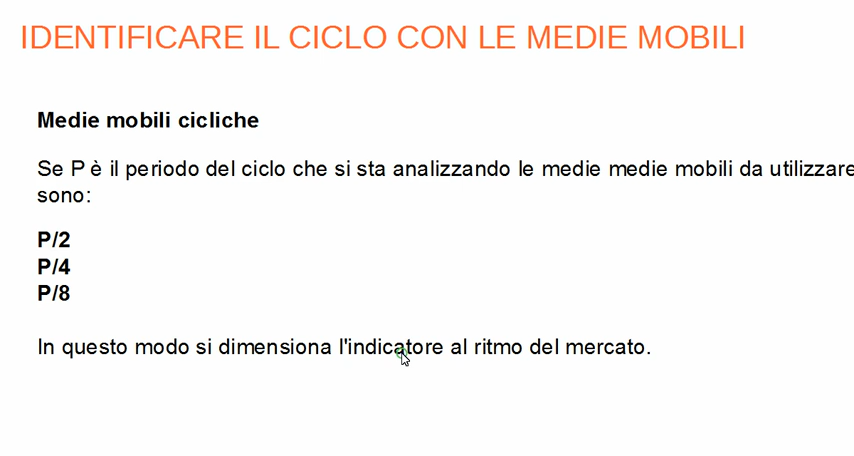 IDENTIFICARE IL CICLO CON LE MEDIE MOBILI
Medie mobili cicliche
Se P è il periodo del ciclo che si sta analizzando le medie medie mobili da utilizzare
sono:
P/2
P/4
P/8
In questo modo si dimensiona l'indicatore al ritmo del mercato.